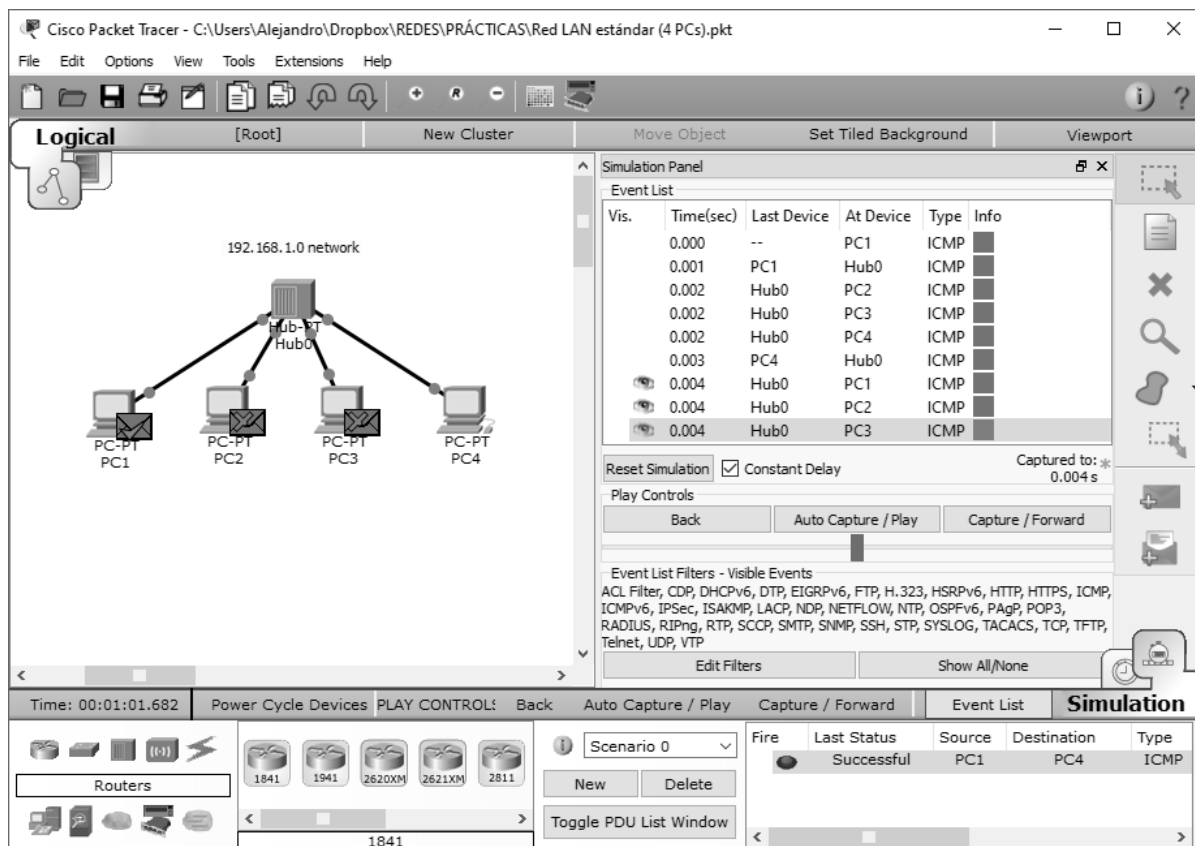 Cisco Packet Tracer - C:\Users\Alejandro\Dropbox\REDES\PRÁCTICAS\Red LAN estándar (4 PCs).pkt
File Edit Options View Tools Extensions Help
R
i ?
Logical [Root] New Cluster Move Object Set Tiled Background Viewport
192.168.1.0 network
Hub-PT
Hub0
PC-PT
PC1
PC-PT
PC2
PC-PT
PC3
PC-PT
PC4
Simulation Panel
Event List
Vis. Time(sec) Last Device At Device Type Info
0.000 -- PC1 ICMP
0.001 PC1 Hub0 ICMP
0.002 Hub0 PC2 ICMP
0.002 Hub0 PC3 ICMP
0.002 Hub0 PC4 ICMP
0.003 PC4 Hub0 ICMP
0.004 Hub0 PC1 ICMP
0.004 Hub0 PC2 ICMP
0.004 Hub0 PC3 ICMP
Reset Simulation Constant Delay Captured to: *
0.004 s
Play Controls
Back Auto Capture / Play Capture / Forward
Event List Filters - Visible Events
ACL Filter, CDP, DHCPv6, DTP, EIGRPv6, FTP, H.323, HSRPv6, HTTP, HTTPS, ICMP,
ICMPv6, IPSec, ISAKMP, LACP, NDP, NETFLOW, NTP, OSPFv6, PAgP, POP3,
RADIUS, RIPng, RTP, SCCP, SMTP, SNMP, SSH, STP, SYSLOG, TACACS, TCP, TFTP,
Telnet, UDP, VTP
Edit Filters Show All/None
Time: 00:01:01.682 Power Cycle Devices PLAY CONTROLS Back Auto Capture / Play Capture / Forward Event List Simulation
Routers
1841 1941 2620XM 2621XM 2811
1841
i Scenario 0
New Delete
Toggle PDU List Window
Fire Last Status Source Destination Type
Successful PC1 PC4 ICMP